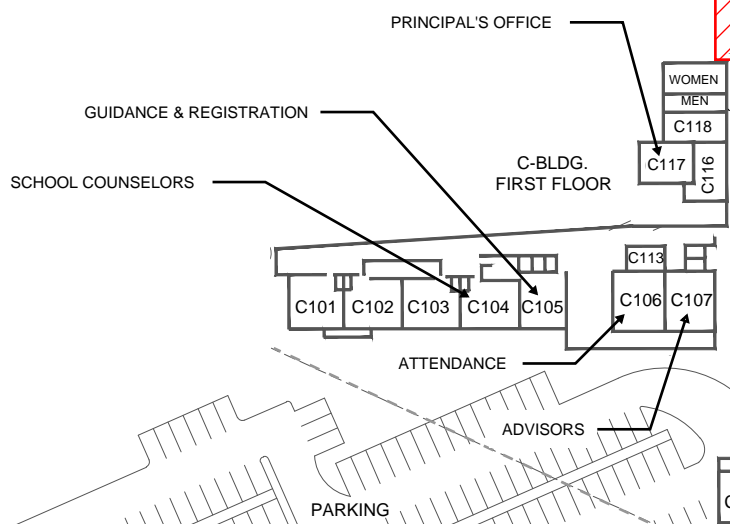 PRINCIPAL'S OFFICE
WOMEN
MEN
GUIDANCE & REGISTRATION
C118
C-BLDG.
FIRST FLOOR
C117
C116
SCHOOL COUNSELORS
C113
C101
C102
C103
C104
C105
C106
C107
ATTENDANCE
ADVISORS
PARKING